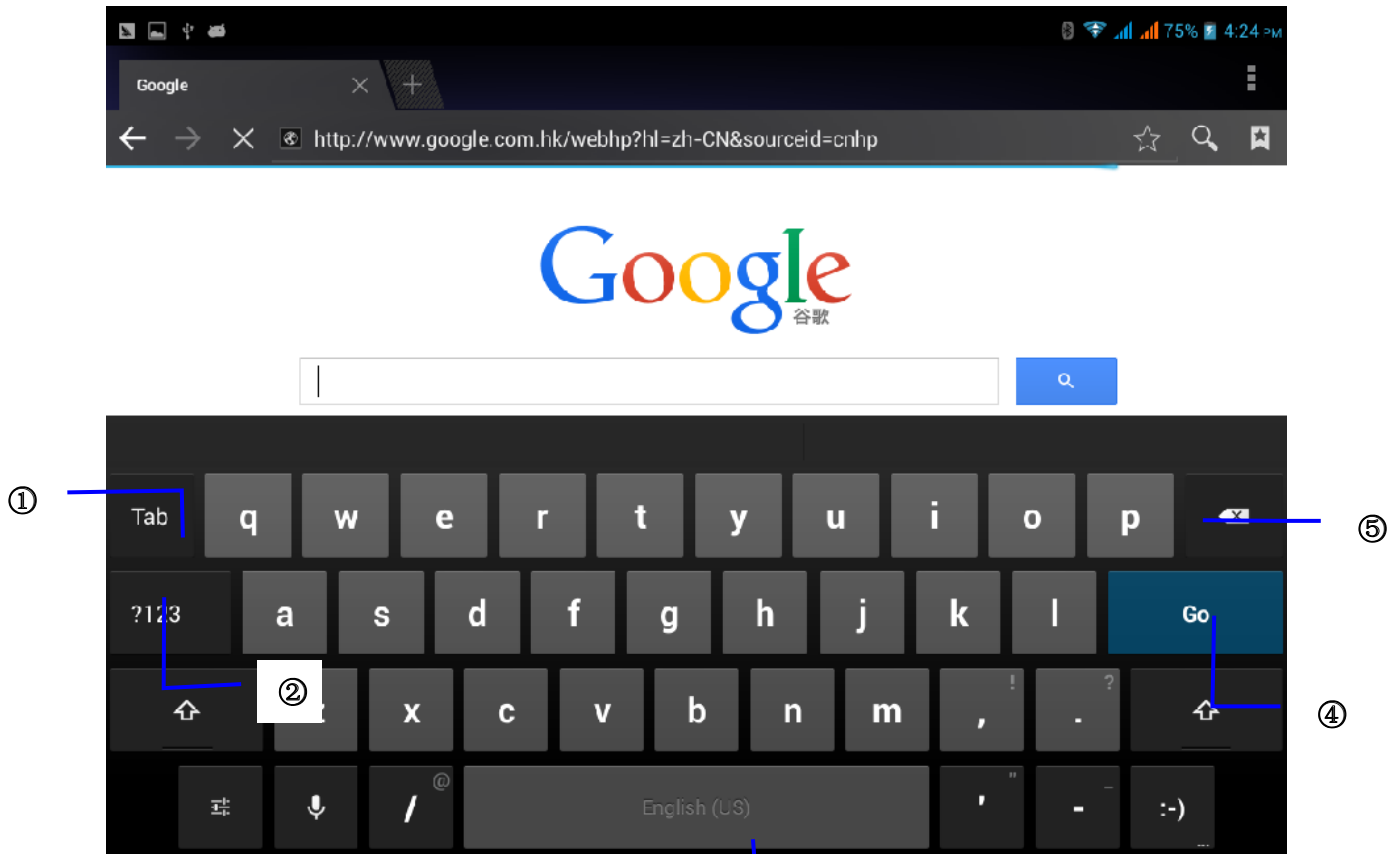 75% 4:24 PM
Google
http://www.google.com.hk/webhp?hl=zh-CN&sourceid=cnhp
Google
谷歌
① Tab q w e r t y u i o p ⑤
?123 a s d f g h j k l Go
② x c v b n m , ! . ? ④
/ @ English (US) ' " - _ :-) ...